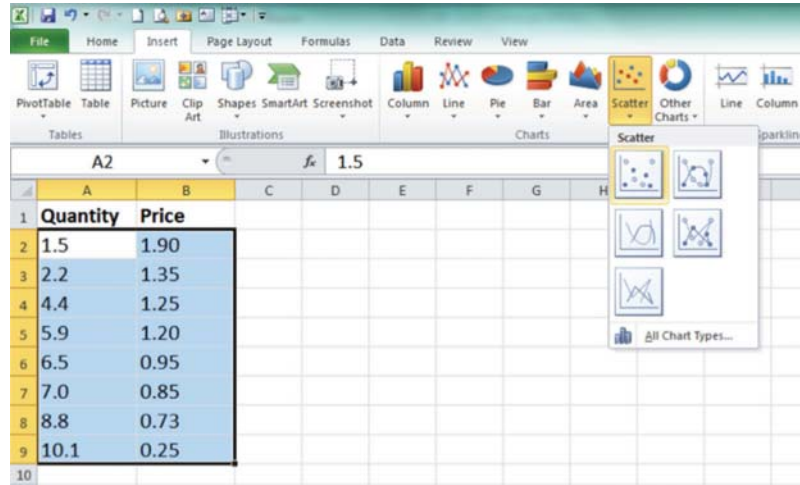 File Home Insert Page Layout Formulas Data Review View
PivotTable Table Picture Clip Art Shapes SmartArt Screenshot Column Line Pie Bar Area Scatter Other Charts Line Column
Tables Illustrations Charts
Scatter
A2 fx 1.5
A B C D E F G H
1 Quantity Price
2 1.5 1.90
3 2.2 1.35
4 4.4 1.25
5 5.9 1.20
6 6.5 0.95
7 7.0 0.85
8 8.8 0.73
9 10.1 0.25
10
All Chart Types...